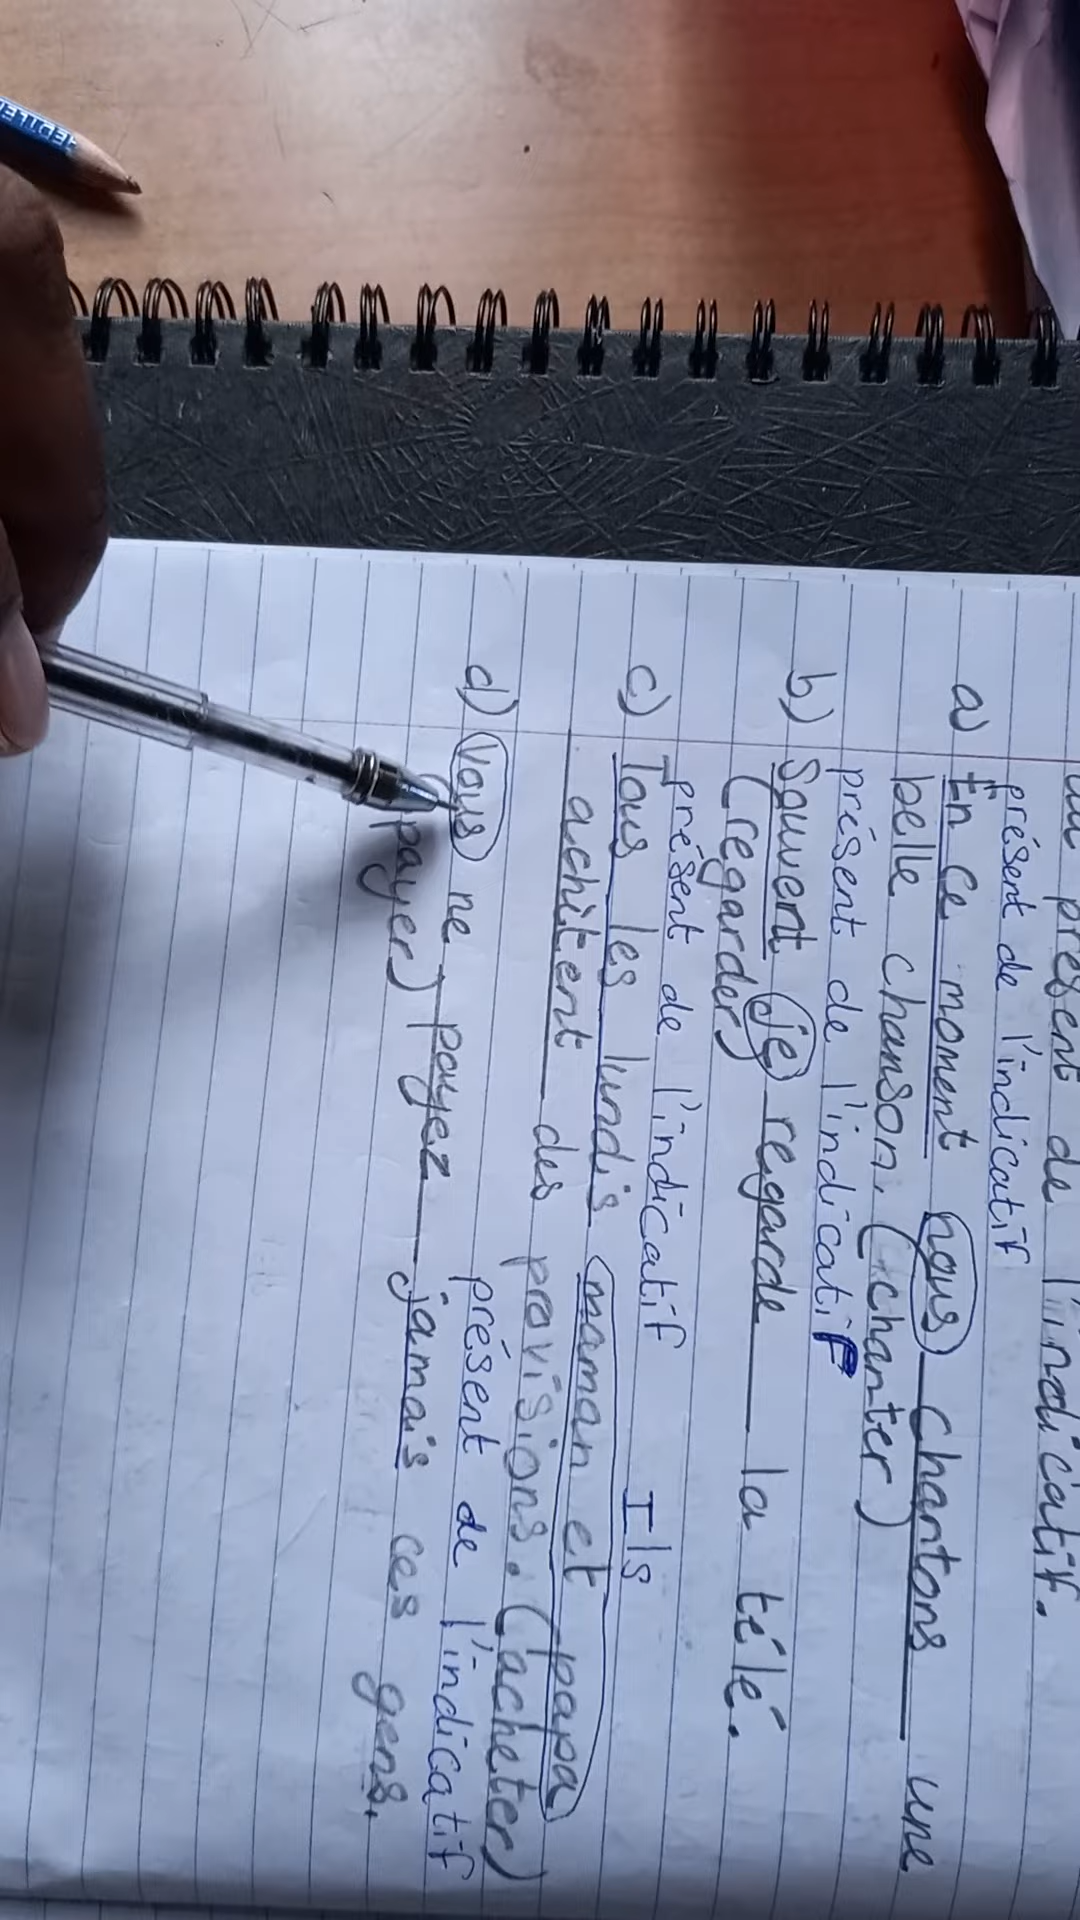 au présent de l'indicatif.
présent de l'indicatif
a) En ce moment nous chantons une
belle chanson. (chanter)
présent de l'indicatif
b) Souvent je regarde la télé.
(regarder)
présent de l'indicatif Ils
c) Tous les lundis maman et papa
achètent des provisions. (acheter)
présent de l'indicatif
d) Vous ne payez jamais ces gens.
(payer)